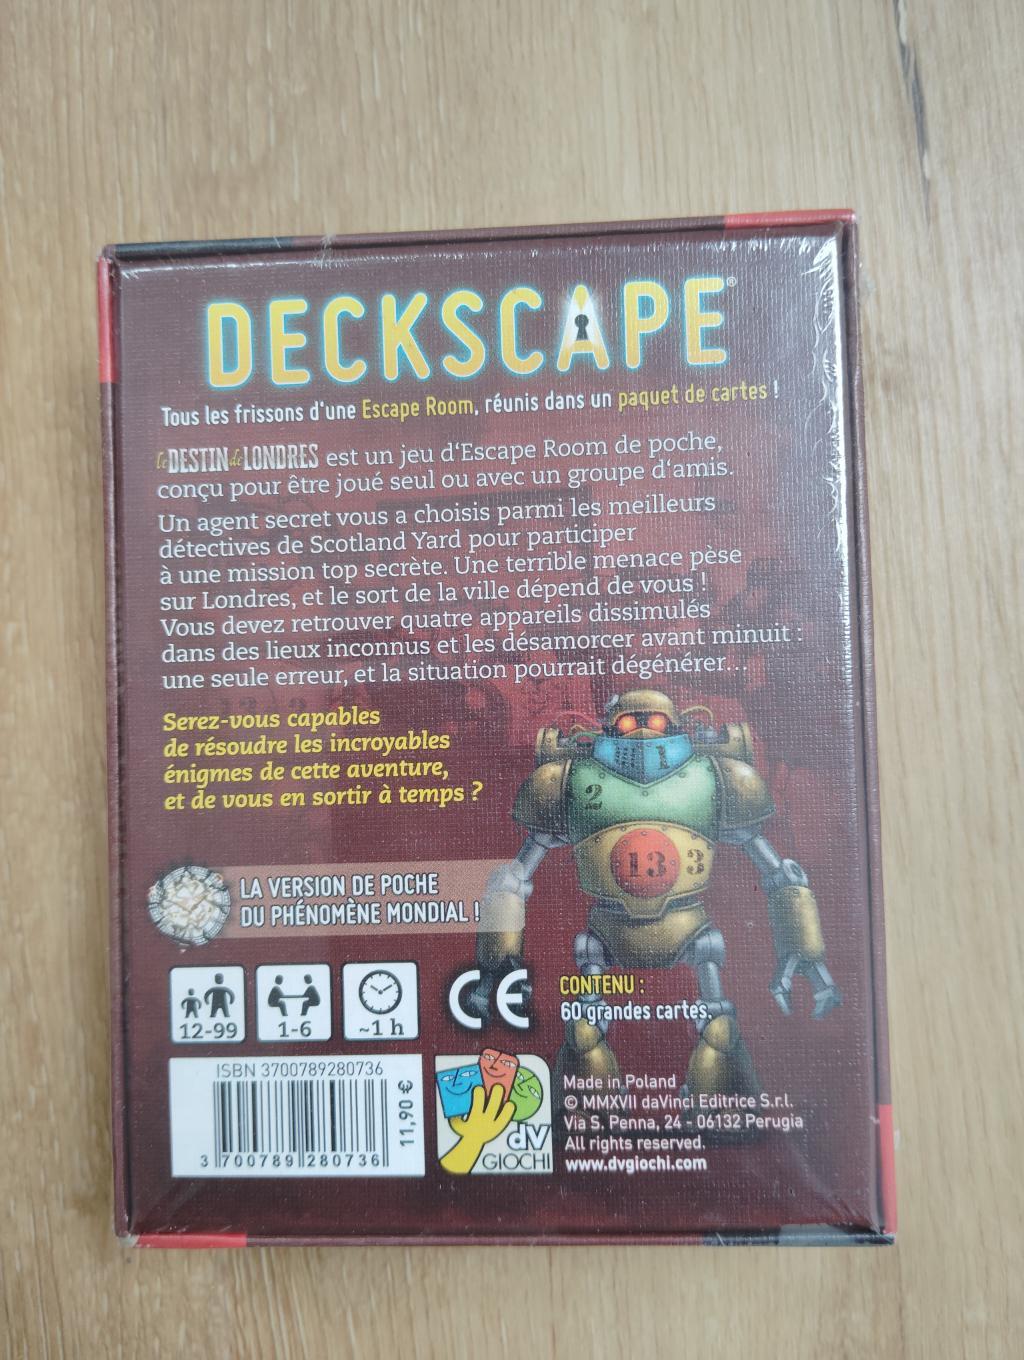 DECKSCAPE®
Tous les frissons d'une Escape Room, réunis dans un paquet de cartes !
le DESTIN de LONDRES est un jeu d'Escape Room de poche,
conçu pour être joué seul ou avec un groupe d'amis.
Un agent secret vous a choisis parmi les meilleurs
détectives de Scotland Yard pour participer
à une mission top secrète. Une terrible menace pèse
sur Londres, et le sort de la ville dépend de vous !
Vous devez retrouver quatre appareils dissimulés
dans des lieux inconnus et les désamorcer avant minuit :
une seule erreur, et la situation pourrait dégénérer...
Serez-vous capables
de résoudre les incroyables
énigmes de cette aventure,
et de vous en sortir à temps ?
1
2
13 3
LA VERSION DE POCHE
DU PHÉNOMÈNE MONDIAL !
12-99
1-6
~1 h
CE
CONTENU :
60 grandes cartes.
ISBN 3700789280736
3 700789 280736
11,90 €
dV
GIOCHI
Made in Poland
© MMXVII daVinci Editrice S.r.l.
Via S. Penna, 24 - 06132 Perugia
All rights reserved.
www.dvgiochi.com